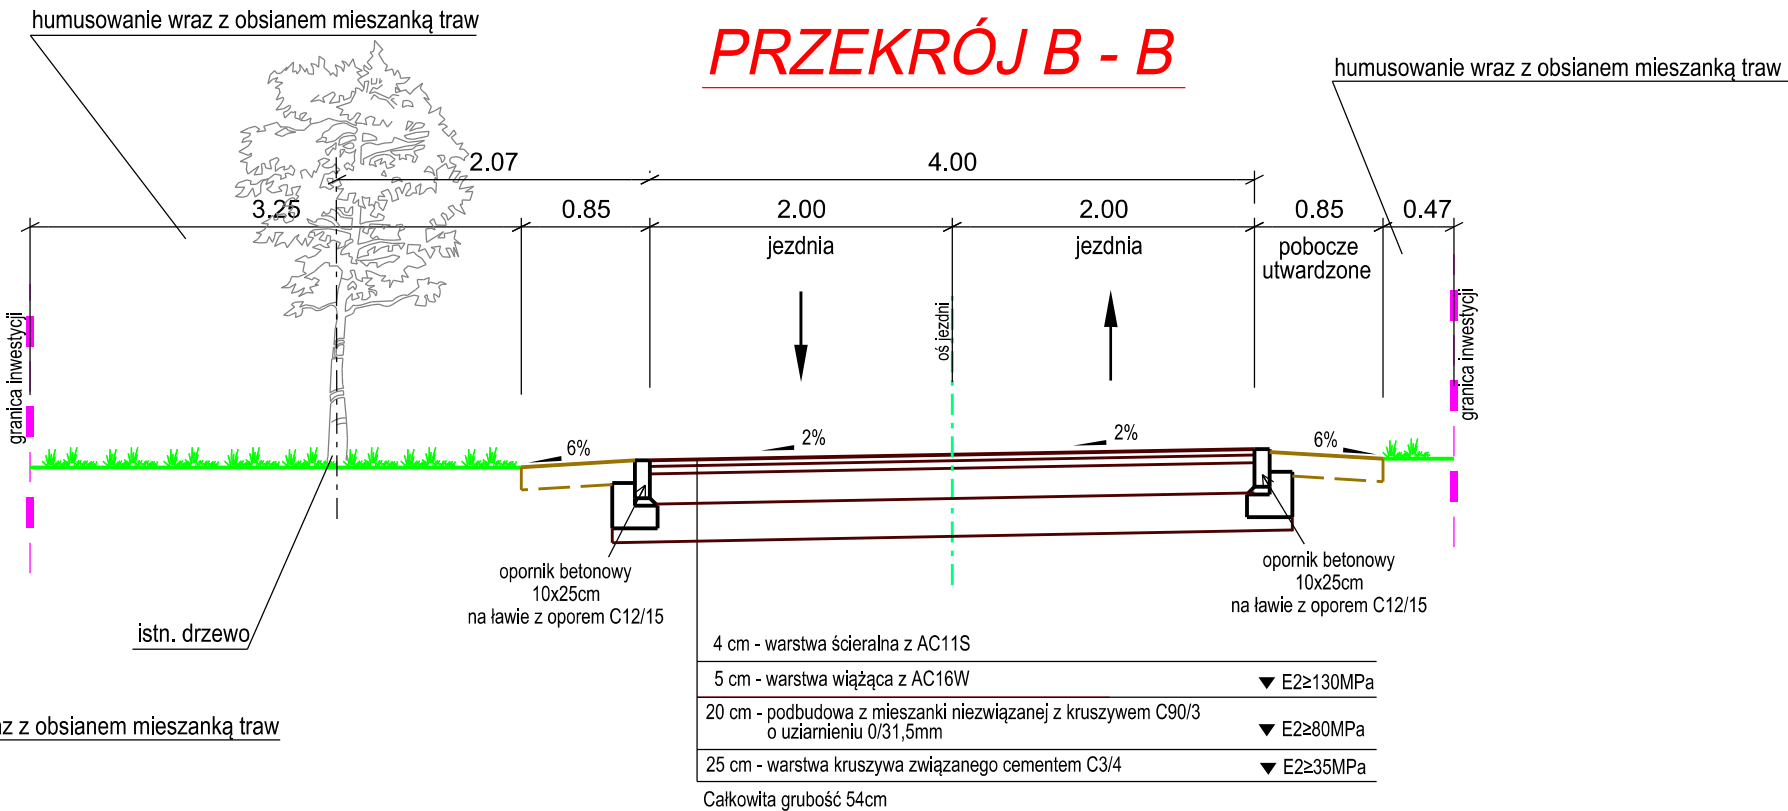 humusowanie wraz z obsianem mieszanką traw
PRZEKRÓJ B - B
humusowanie wraz z obsianem mieszanką traw
2.07
4.00
3.25
0.85
2.00
2.00
0.85
0.47
jezdnia
jezdnia
pobocze
utwardzone
granica inwestycji
oś jezdni
granica inwestycji
6%
2%
2%
6%
opornik betonowy
10x25cm
na ławie z oporem C12/15
opornik betonowy
10x25cm
na ławie z oporem C12/15
istn. drzewo
4 cm - warstwa ścieralna z AC11S
5 cm - warstwa wiążąca z AC16W
E2≥130MPa
20 cm - podbudowa z mieszanki niezwiązanej z kruszywem C90/3
o uziarnieniu 0/31,5mm
E2≥80MPa
25 cm - warstwa kruszywa związanego cementem C3/4
E2≥35MPa
Całkowita grubość 54cm
z obsianem mieszanką traw